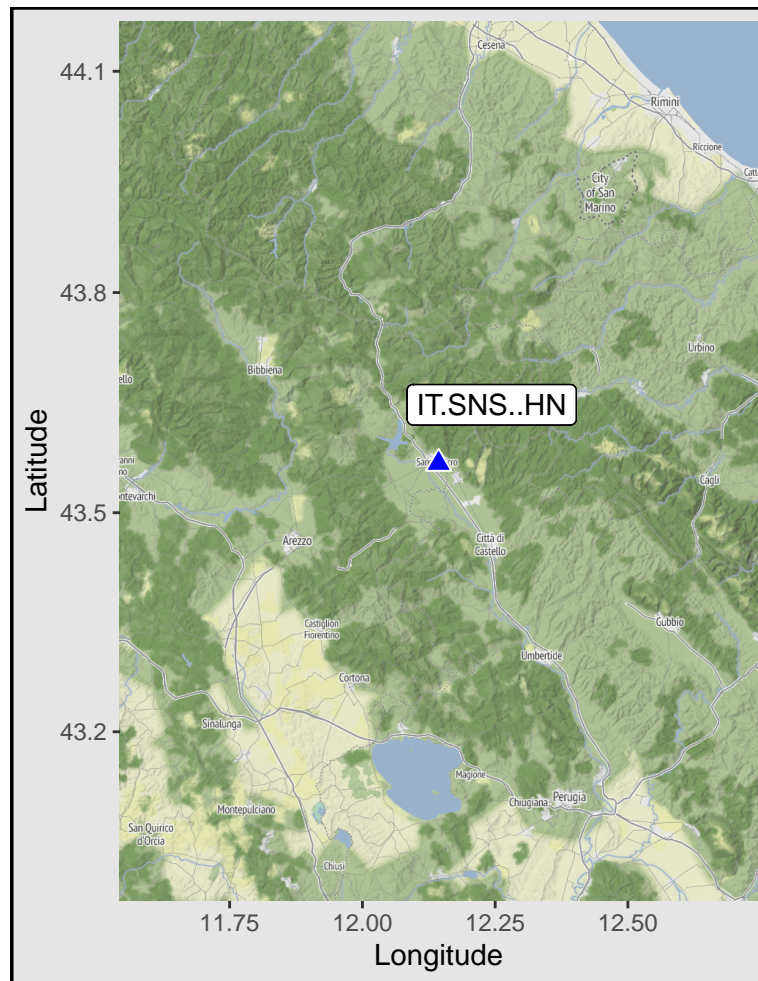 Cesena
44.1
Rimini
Riccione
City
of San
Marino
43.8
Urbino
Bibbiena
IT.SNS..HN
Latitude
Cagli
43.5
Arezzo
Città di
Castello
Castiglion
Fiorentino
Gubbio
Umbertide
Cortona
43.2
Sinalunga
Magione
Perugia
Chiugiana
Montepulciano
San Quirico
d'Orcia
Chiusi
11.75 12.00 12.25 12.50
Longitude